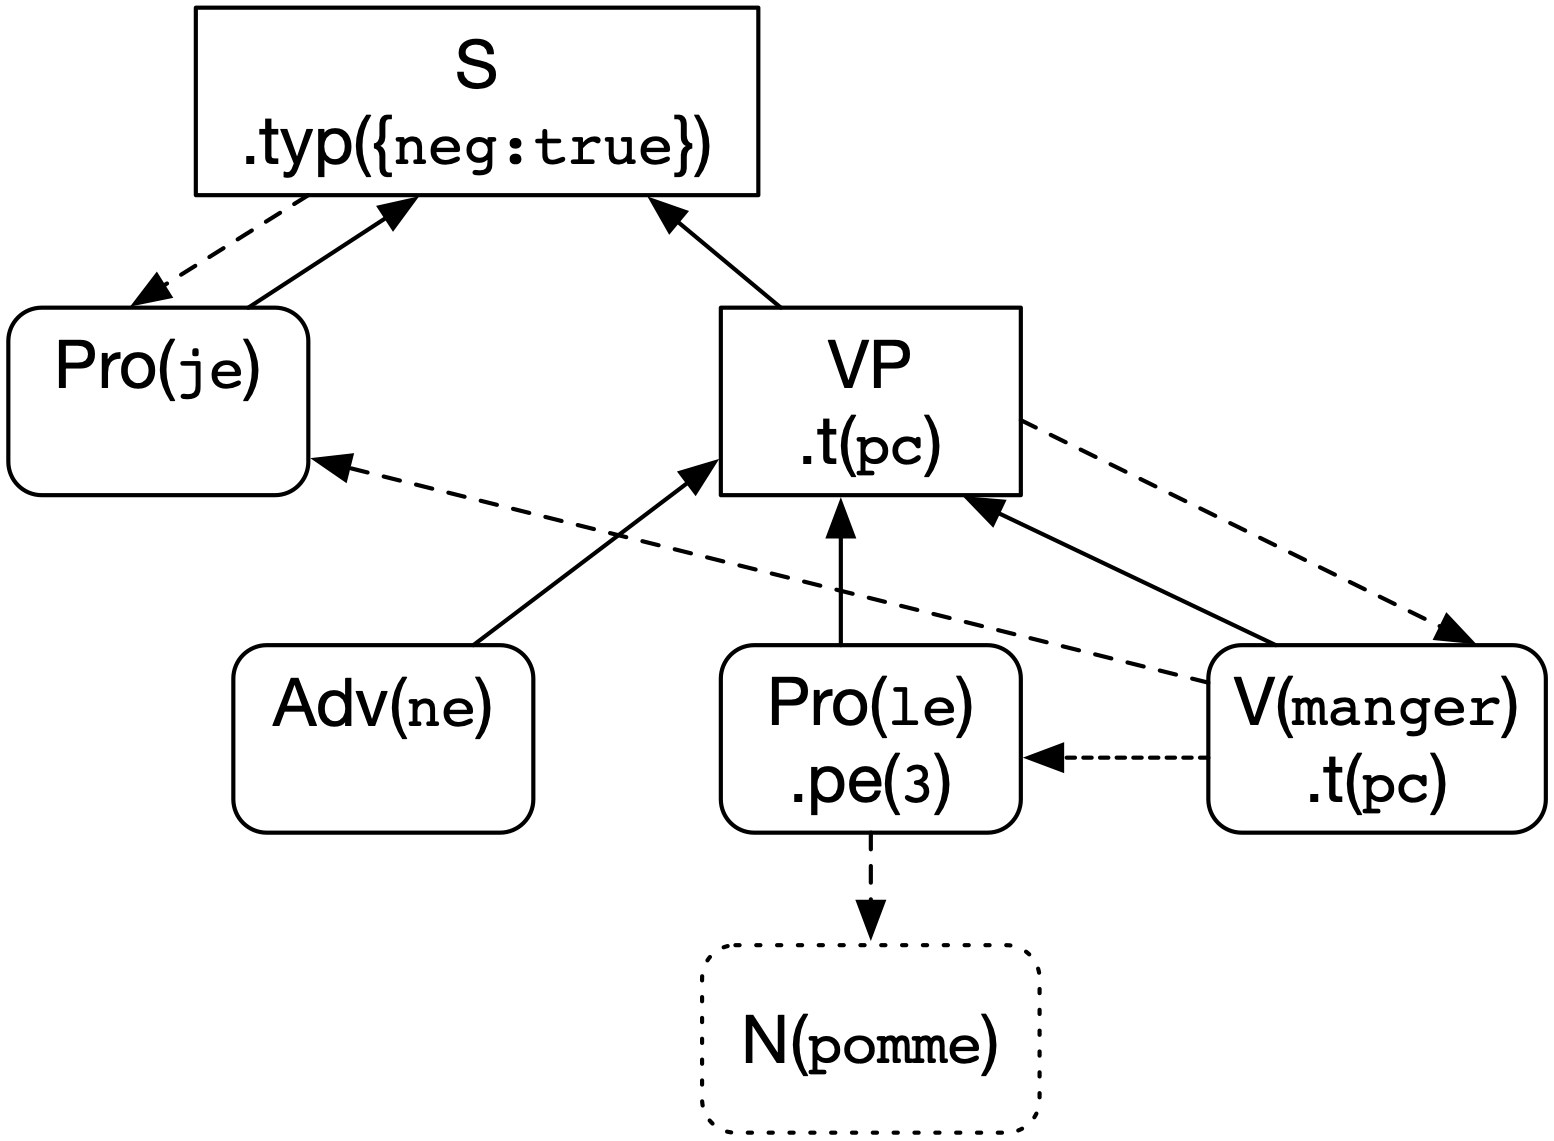 S
.typ({neg:true})
Pro(je)
VP
.t(pc)
Adv(ne)
Pro(le)
.pe(3)
V(manger)
.t(pc)
N(pomme)